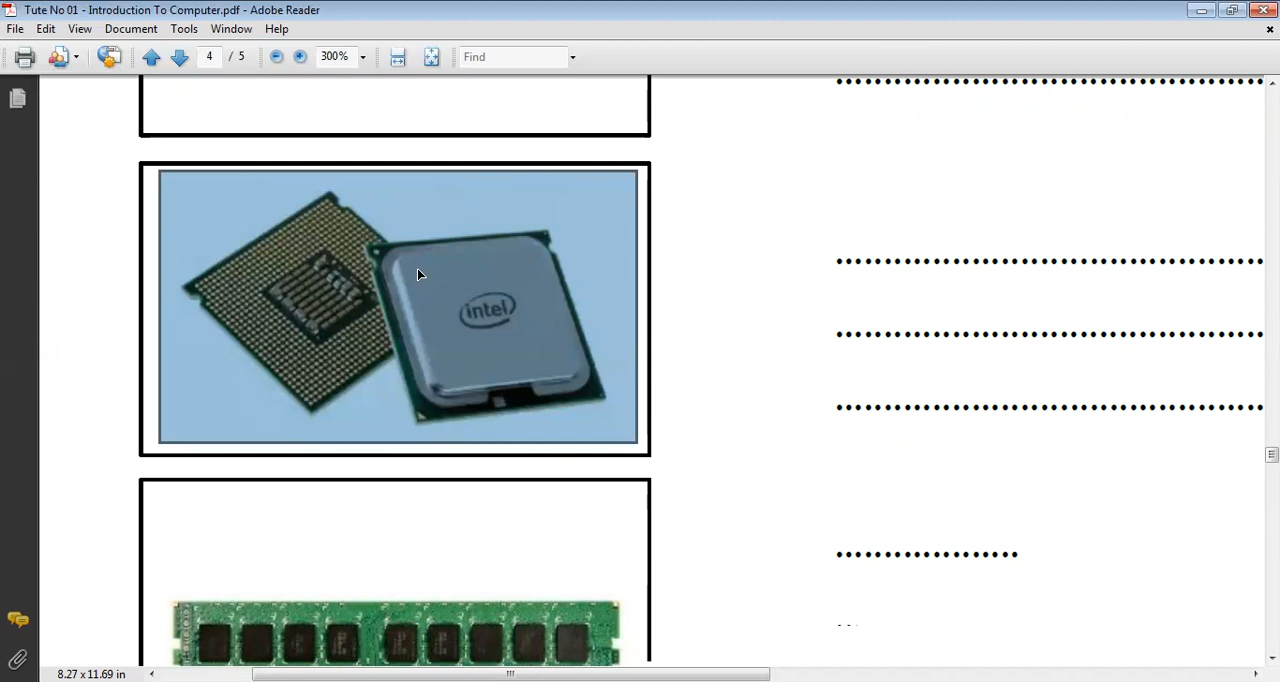 Tute No 01 - Introduction To Computer.pdf - Adobe Reader
File Edit View Document Tools Window Help
4 / 5 300% Find
intel
8.27 x 11.69 in